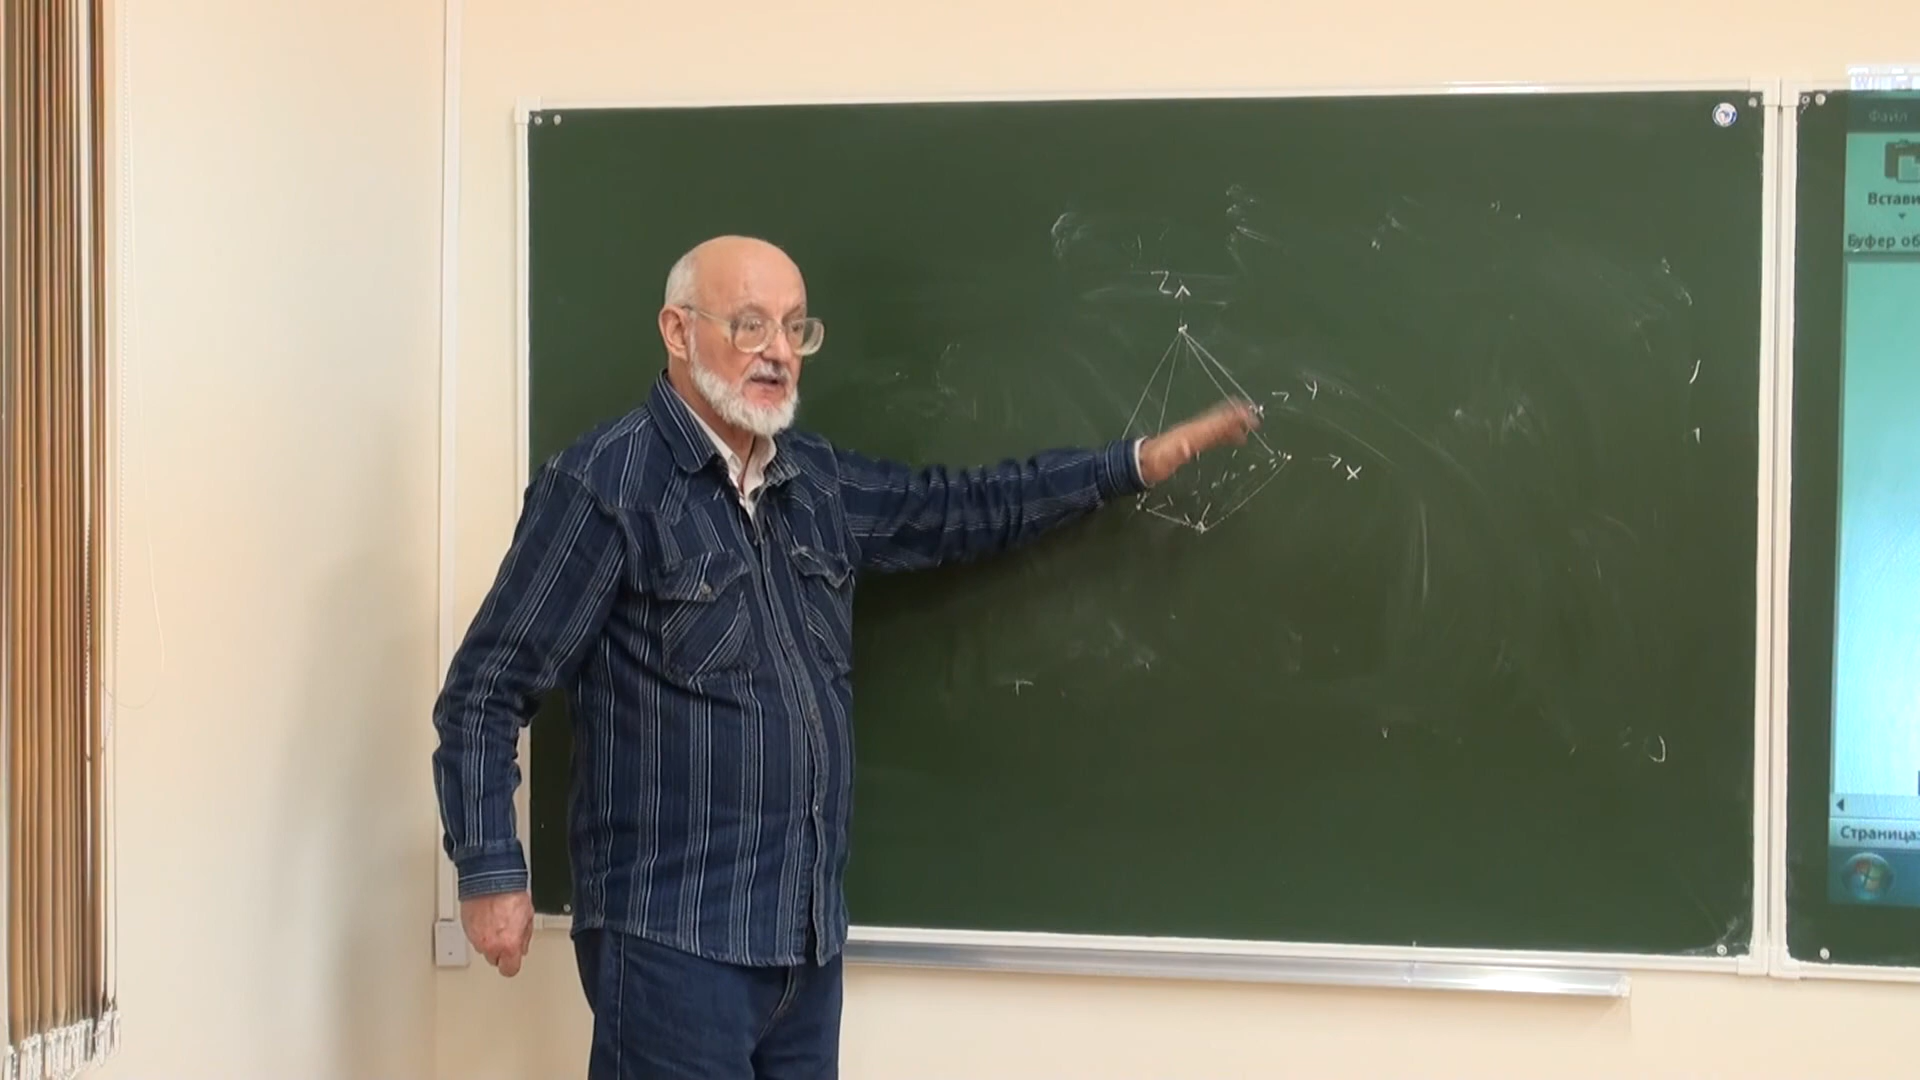 Z
Y
X
Файл
Встави
Буфер об
Страница: